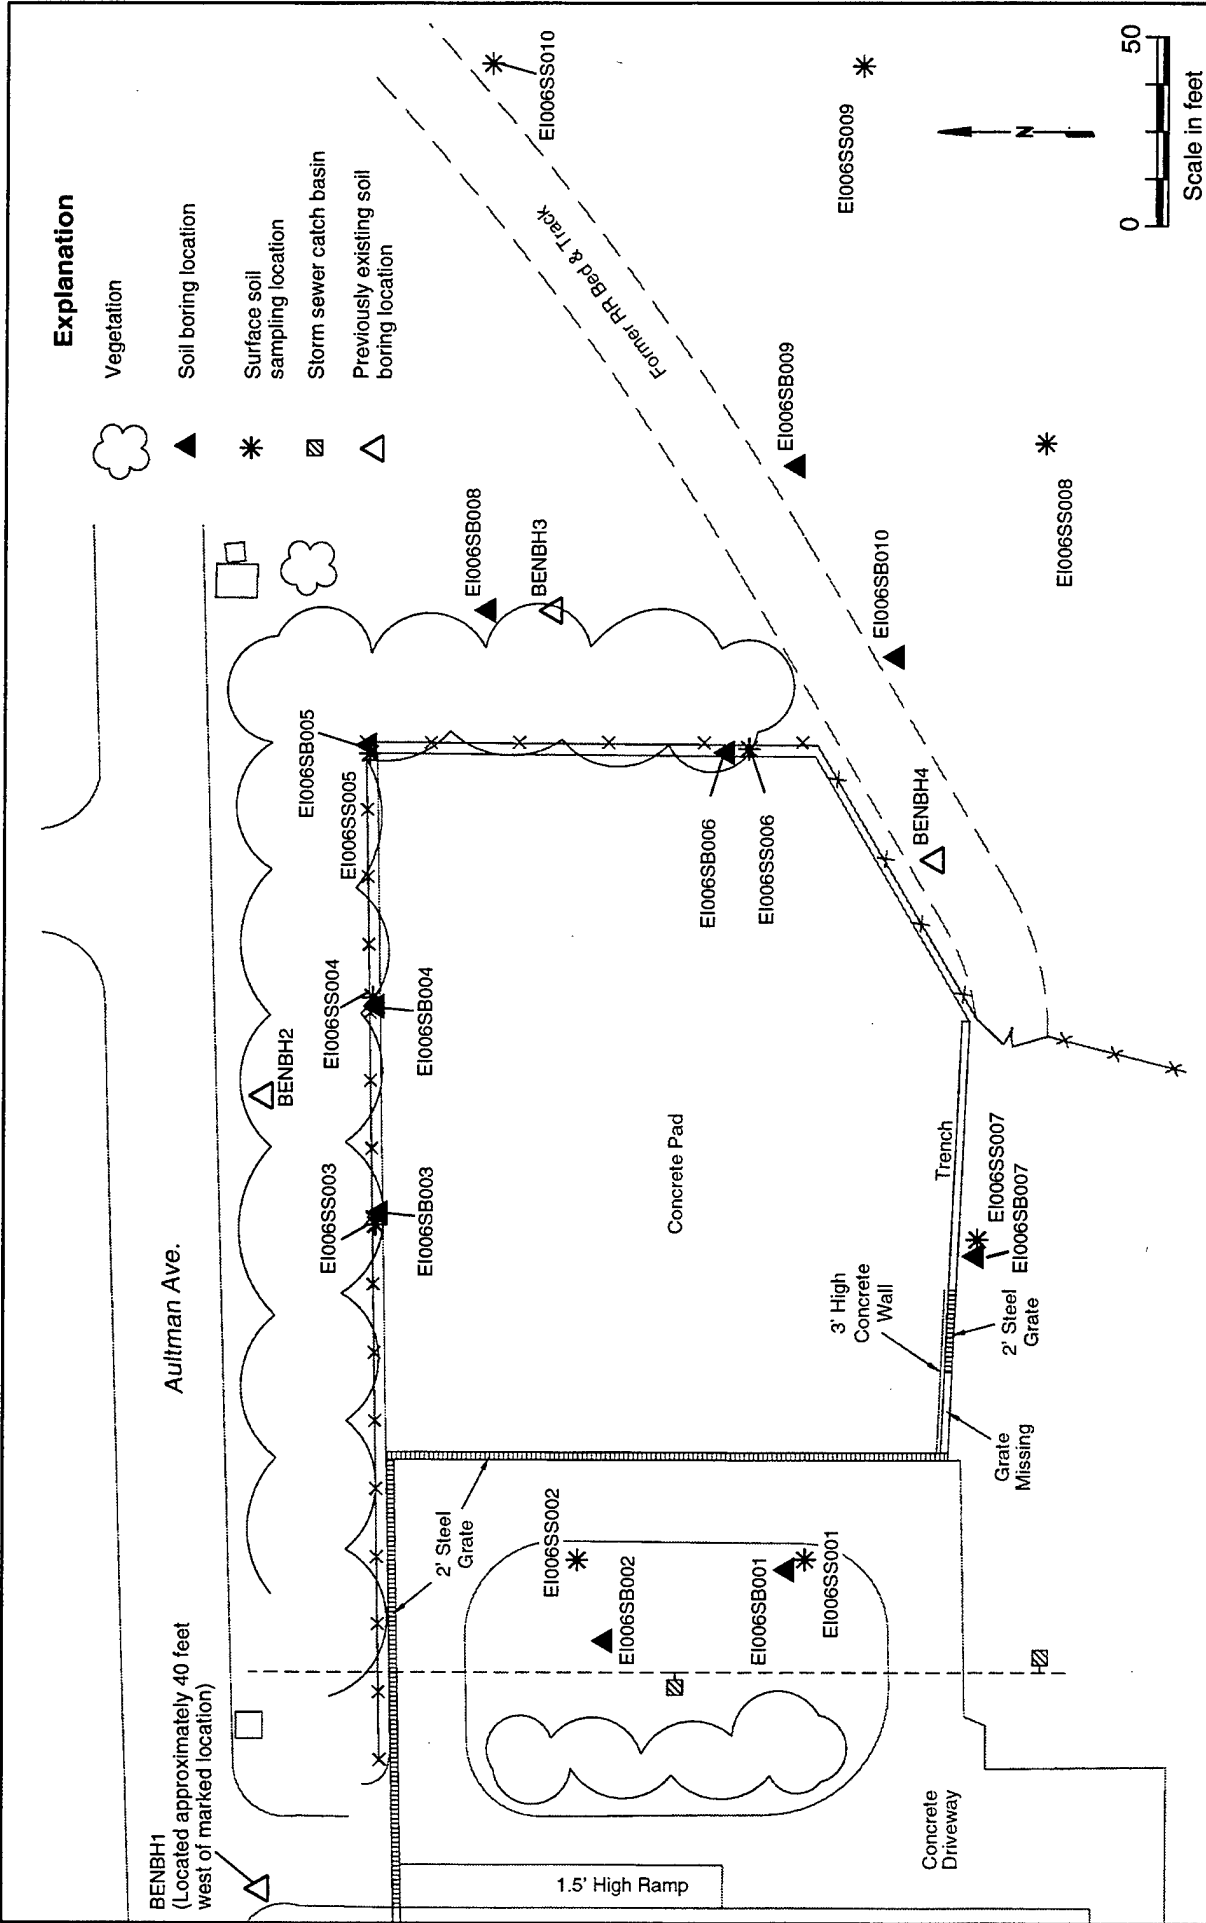 Explanation
Vegetation
Soil boring location
Surface soil
sampling location
Storm sewer catch basin
Previously existing soil
boring location
BENBH1
(Located approximately 40 feet
west of marked location)
Aultman Ave.
BENBH2
EI006SS003
EI006SB003
EI006SS004
EI006SB004
EI006SS005
EI006SB005
EI006SB008
BENBH3
EI006SS010
EI006SS009
EI006SS008
EI006SB009
EI006SB010
Former RR Bed & Track
BENBH4
EI006SB006
EI006SS006
Concrete Pad
2' Steel
Grate
EI006SS002
EI006SB002
EI006SB001
EI006SS001
3' High
Concrete
Wall
Trench
EI006SS007
EI006SB007
2' Steel
Grate
Grate
Missing
Concrete
Driveway
1.5' High Ramp
N
0
50
Scale in feet